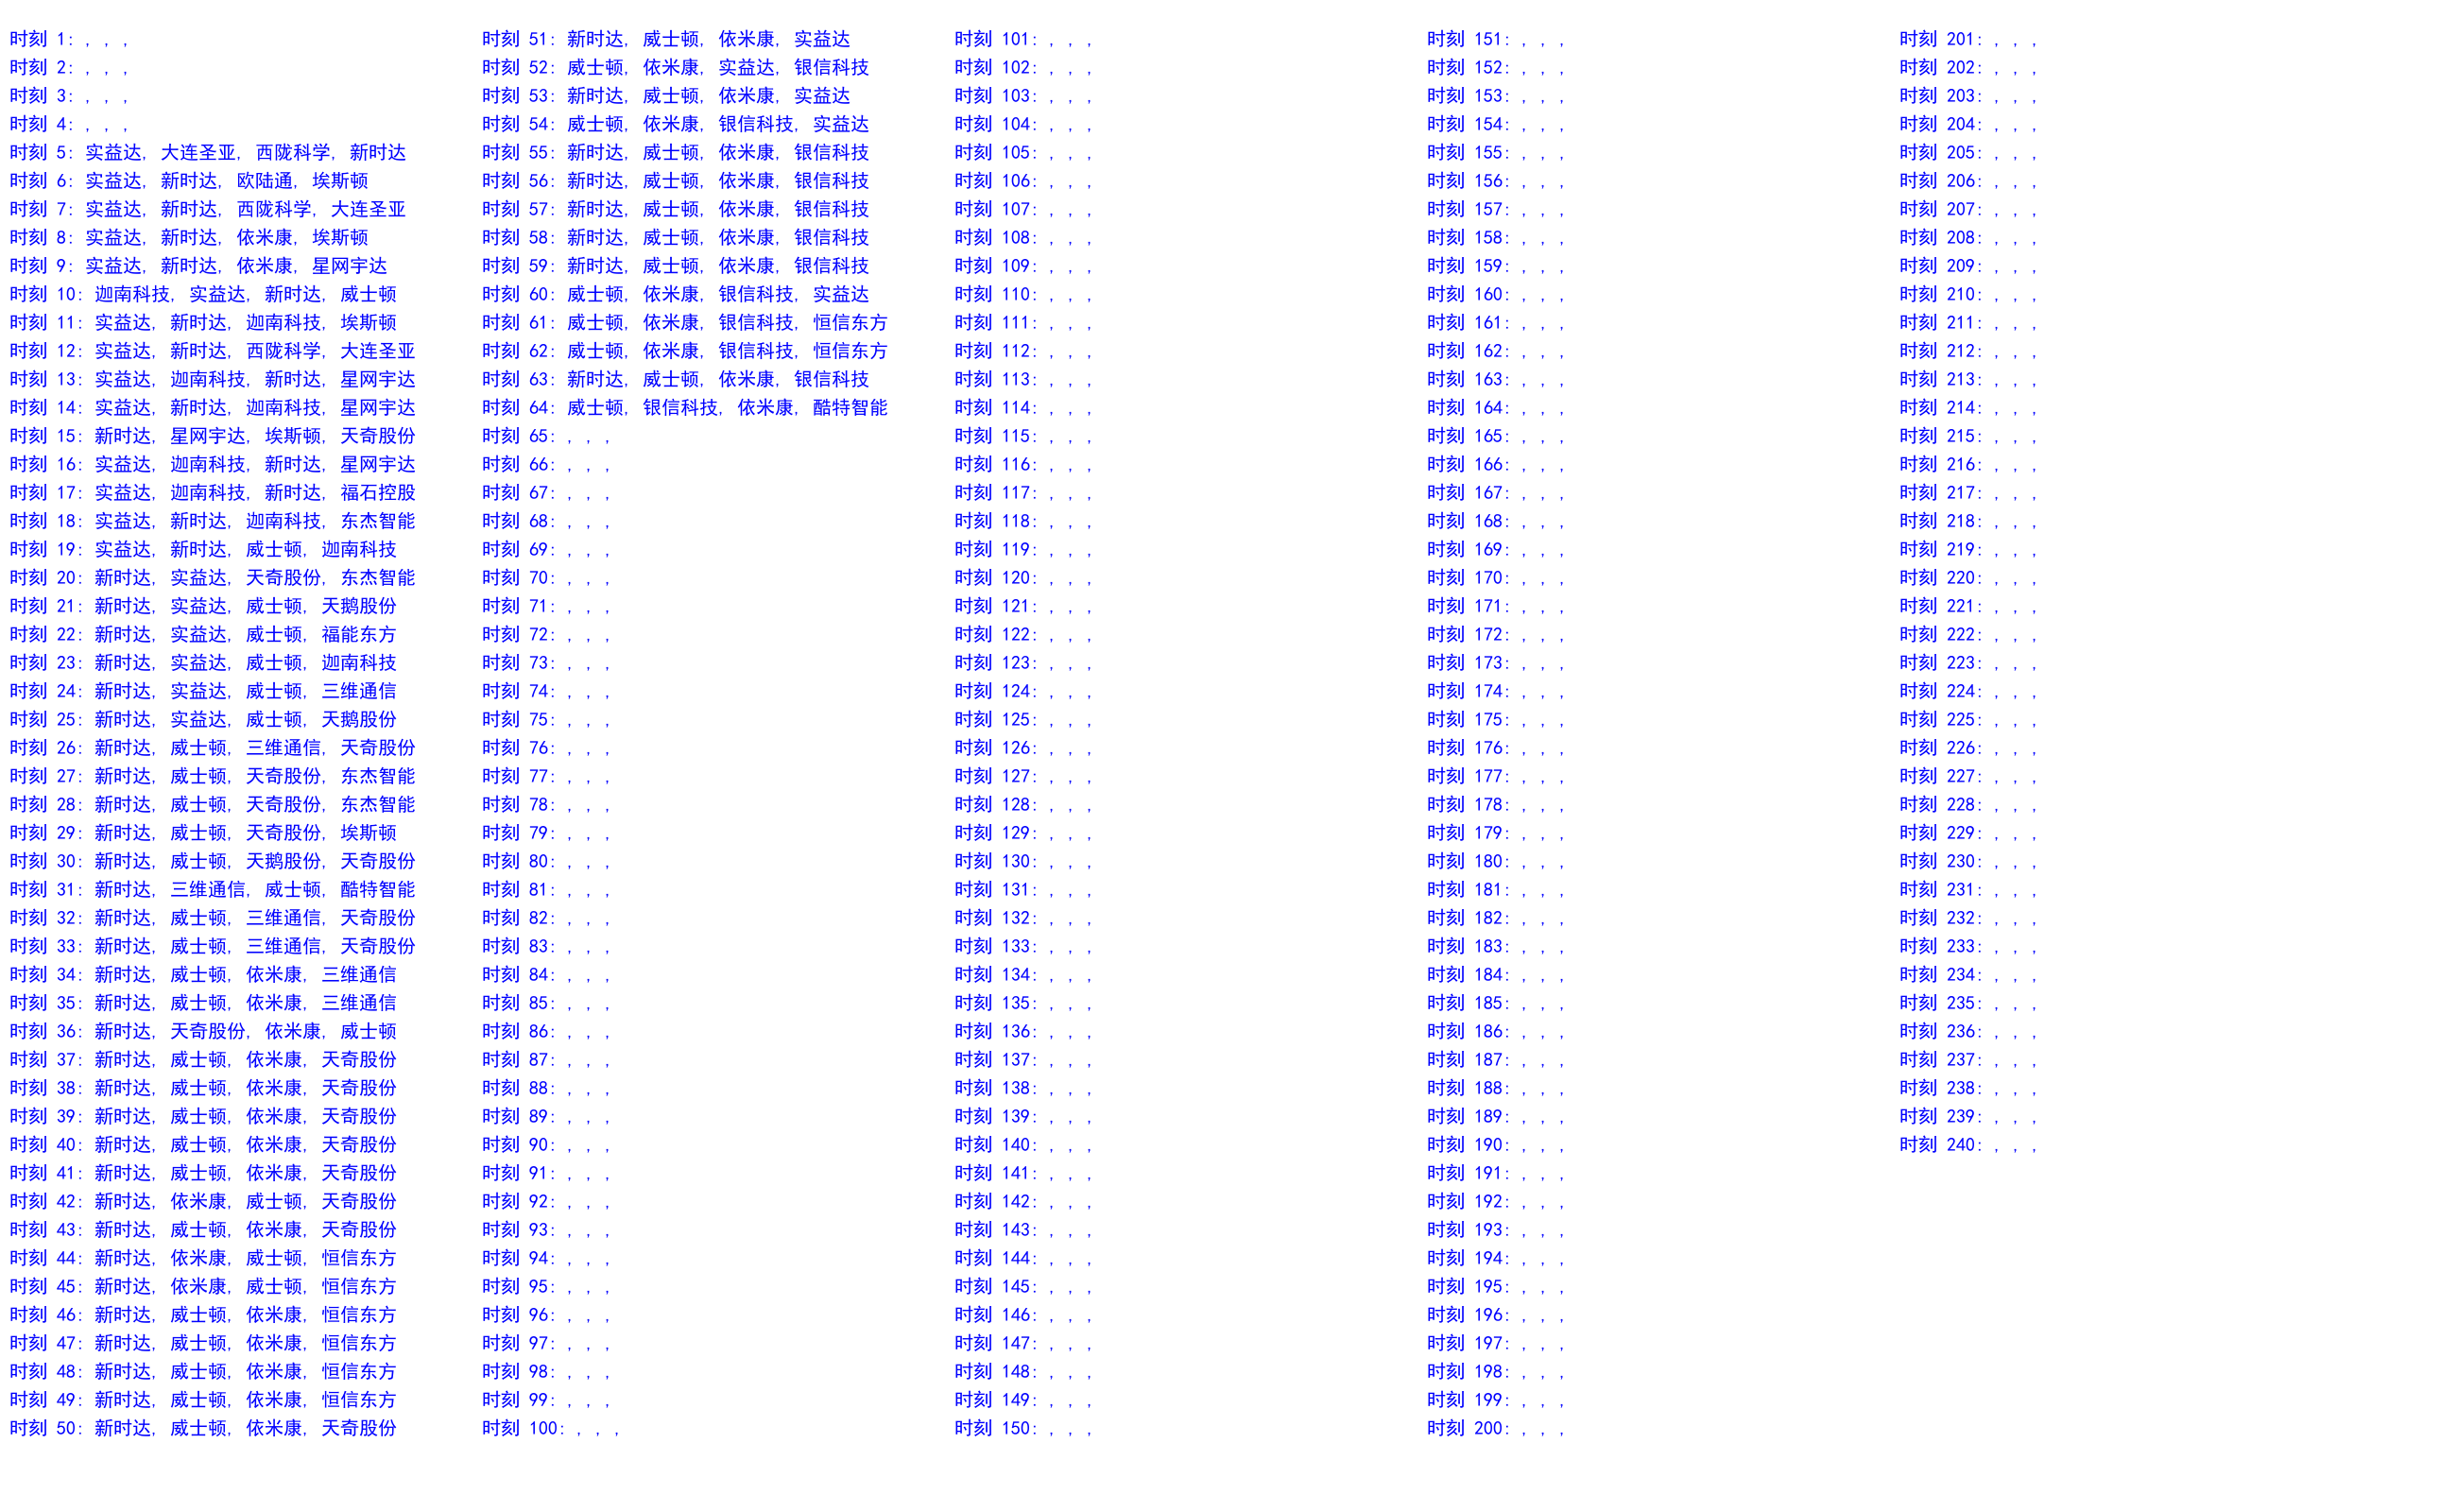 时刻 1: , , ,
时刻 2: , , ,
时刻 3: , , ,
时刻 4: , , ,
时刻 5: 实益达, 大连圣亚, 西陇科学, 新时达
时刻 6: 实益达, 新时达, 欧陆通, 埃斯顿
时刻 7: 实益达, 新时达, 西陇科学, 大连圣亚
时刻 8: 实益达, 新时达, 依米康, 埃斯顿
时刻 9: 实益达, 新时达, 依米康, 星网宇达
时刻 10: 迦南科技, 实益达, 新时达, 威士顿
时刻 11: 实益达, 新时达, 迦南科技, 埃斯顿
时刻 12: 实益达, 新时达, 西陇科学, 大连圣亚
时刻 13: 实益达, 迦南科技, 新时达, 星网宇达
时刻 14: 实益达, 新时达, 迦南科技, 星网宇达
时刻 15: 新时达, 星网宇达, 埃斯顿, 天奇股份
时刻 16: 实益达, 迦南科技, 新时达, 星网宇达
时刻 17: 实益达, 迦南科技, 新时达, 福石控股
时刻 18: 实益达, 新时达, 迦南科技, 东杰智能
时刻 19: 实益达, 新时达, 威士顿, 迦南科技
时刻 20: 新时达, 实益达, 天奇股份, 东杰智能
时刻 21: 新时达, 实益达, 威士顿, 天鹅股份
时刻 22: 新时达, 实益达, 威士顿, 福能东方
时刻 23: 新时达, 实益达, 威士顿, 迦南科技
时刻 24: 新时达, 实益达, 威士顿, 三维通信
时刻 25: 新时达, 实益达, 威士顿, 天鹅股份
时刻 26: 新时达, 威士顿, 三维通信, 天奇股份
时刻 27: 新时达, 威士顿, 天奇股份, 东杰智能
时刻 28: 新时达, 威士顿, 天奇股份, 东杰智能
时刻 29: 新时达, 威士顿, 天奇股份, 埃斯顿
时刻 30: 新时达, 威士顿, 天鹅股份, 天奇股份
时刻 31: 新时达, 三维通信, 威士顿, 酷特智能
时刻 32: 新时达, 威士顿, 三维通信, 天奇股份
时刻 33: 新时达, 威士顿, 三维通信, 天奇股份
时刻 34: 新时达, 威士顿, 依米康, 三维通信
时刻 35: 新时达, 威士顿, 依米康, 三维通信
时刻 36: 新时达, 天奇股份, 依米康, 威士顿
时刻 37: 新时达, 威士顿, 依米康, 天奇股份
时刻 38: 新时达, 威士顿, 依米康, 天奇股份
时刻 39: 新时达, 威士顿, 依米康, 天奇股份
时刻 40: 新时达, 威士顿, 依米康, 天奇股份
时刻 41: 新时达, 威士顿, 依米康, 天奇股份
时刻 42: 新时达, 依米康, 威士顿, 天奇股份
时刻 43: 新时达, 威士顿, 依米康, 天奇股份
时刻 44: 新时达, 依米康, 威士顿, 恒信东方
时刻 45: 新时达, 依米康, 威士顿, 恒信东方
时刻 46: 新时达, 威士顿, 依米康, 恒信东方
时刻 47: 新时达, 威士顿, 依米康, 恒信东方
时刻 48: 新时达, 威士顿, 依米康, 恒信东方
时刻 49: 新时达, 威士顿, 依米康, 恒信东方
时刻 50: 新时达, 威士顿, 依米康, 天奇股份
时刻 51: 新时达, 威士顿, 依米康, 实益达
时刻 52: 威士顿, 依米康, 实益达, 银信科技
时刻 53: 新时达, 威士顿, 依米康, 实益达
时刻 54: 威士顿, 依米康, 银信科技, 实益达
时刻 55: 新时达, 威士顿, 依米康, 银信科技
时刻 56: 新时达, 威士顿, 依米康, 银信科技
时刻 57: 新时达, 威士顿, 依米康, 银信科技
时刻 58: 新时达, 威士顿, 依米康, 银信科技
时刻 59: 新时达, 威士顿, 依米康, 银信科技
时刻 60: 威士顿, 依米康, 银信科技, 实益达
时刻 61: 威士顿, 依米康, 银信科技, 恒信东方
时刻 62: 威士顿, 依米康, 银信科技, 恒信东方
时刻 63: 新时达, 威士顿, 依米康, 银信科技
时刻 64: 威士顿, 银信科技, 依米康, 酷特智能
时刻 65: , , ,
时刻 66: , , ,
时刻 67: , , ,
时刻 68: , , ,
时刻 69: , , ,
时刻 70: , , ,
时刻 71: , , ,
时刻 72: , , ,
时刻 73: , , ,
时刻 74: , , ,
时刻 75: , , ,
时刻 76: , , ,
时刻 77: , , ,
时刻 78: , , ,
时刻 79: , , ,
时刻 80: , , ,
时刻 81: , , ,
时刻 82: , , ,
时刻 83: , , ,
时刻 84: , , ,
时刻 85: , , ,
时刻 86: , , ,
时刻 87: , , ,
时刻 88: , , ,
时刻 89: , , ,
时刻 90: , , ,
时刻 91: , , ,
时刻 92: , , ,
时刻 93: , , ,
时刻 94: , , ,
时刻 95: , , ,
时刻 96: , , ,
时刻 97: , , ,
时刻 98: , , ,
时刻 99: , , ,
时刻 100: , , ,
时刻 101: , , ,
时刻 102: , , ,
时刻 103: , , ,
时刻 104: , , ,
时刻 105: , , ,
时刻 106: , , ,
时刻 107: , , ,
时刻 108: , , ,
时刻 109: , , ,
时刻 110: , , ,
时刻 111: , , ,
时刻 112: , , ,
时刻 113: , , ,
时刻 114: , , ,
时刻 115: , , ,
时刻 116: , , ,
时刻 117: , , ,
时刻 118: , , ,
时刻 119: , , ,
时刻 120: , , ,
时刻 121: , , ,
时刻 122: , , ,
时刻 123: , , ,
时刻 124: , , ,
时刻 125: , , ,
时刻 126: , , ,
时刻 127: , , ,
时刻 128: , , ,
时刻 129: , , ,
时刻 130: , , ,
时刻 131: , , ,
时刻 132: , , ,
时刻 133: , , ,
时刻 134: , , ,
时刻 135: , , ,
时刻 136: , , ,
时刻 137: , , ,
时刻 138: , , ,
时刻 139: , , ,
时刻 140: , , ,
时刻 141: , , ,
时刻 142: , , ,
时刻 143: , , ,
时刻 144: , , ,
时刻 145: , , ,
时刻 146: , , ,
时刻 147: , , ,
时刻 148: , , ,
时刻 149: , , ,
时刻 150: , , ,
时刻 151: , , ,
时刻 152: , , ,
时刻 153: , , ,
时刻 154: , , ,
时刻 155: , , ,
时刻 156: , , ,
时刻 157: , , ,
时刻 158: , , ,
时刻 159: , , ,
时刻 160: , , ,
时刻 161: , , ,
时刻 162: , , ,
时刻 163: , , ,
时刻 164: , , ,
时刻 165: , , ,
时刻 166: , , ,
时刻 167: , , ,
时刻 168: , , ,
时刻 169: , , ,
时刻 170: , , ,
时刻 171: , , ,
时刻 172: , , ,
时刻 173: , , ,
时刻 174: , , ,
时刻 175: , , ,
时刻 176: , , ,
时刻 177: , , ,
时刻 178: , , ,
时刻 179: , , ,
时刻 180: , , ,
时刻 181: , , ,
时刻 182: , , ,
时刻 183: , , ,
时刻 184: , , ,
时刻 185: , , ,
时刻 186: , , ,
时刻 187: , , ,
时刻 188: , , ,
时刻 189: , , ,
时刻 190: , , ,
时刻 191: , , ,
时刻 192: , , ,
时刻 193: , , ,
时刻 194: , , ,
时刻 195: , , ,
时刻 196: , , ,
时刻 197: , , ,
时刻 198: , , ,
时刻 199: , , ,
时刻 200: , , ,
时刻 201: , , ,
时刻 202: , , ,
时刻 203: , , ,
时刻 204: , , ,
时刻 205: , , ,
时刻 206: , , ,
时刻 207: , , ,
时刻 208: , , ,
时刻 209: , , ,
时刻 210: , , ,
时刻 211: , , ,
时刻 212: , , ,
时刻 213: , , ,
时刻 214: , , ,
时刻 215: , , ,
时刻 216: , , ,
时刻 217: , , ,
时刻 218: , , ,
时刻 219: , , ,
时刻 220: , , ,
时刻 221: , , ,
时刻 222: , , ,
时刻 223: , , ,
时刻 224: , , ,
时刻 225: , , ,
时刻 226: , , ,
时刻 227: , , ,
时刻 228: , , ,
时刻 229: , , ,
时刻 230: , , ,
时刻 231: , , ,
时刻 232: , , ,
时刻 233: , , ,
时刻 234: , , ,
时刻 235: , , ,
时刻 236: , , ,
时刻 237: , , ,
时刻 238: , , ,
时刻 239: , , ,
时刻 240: , , ,